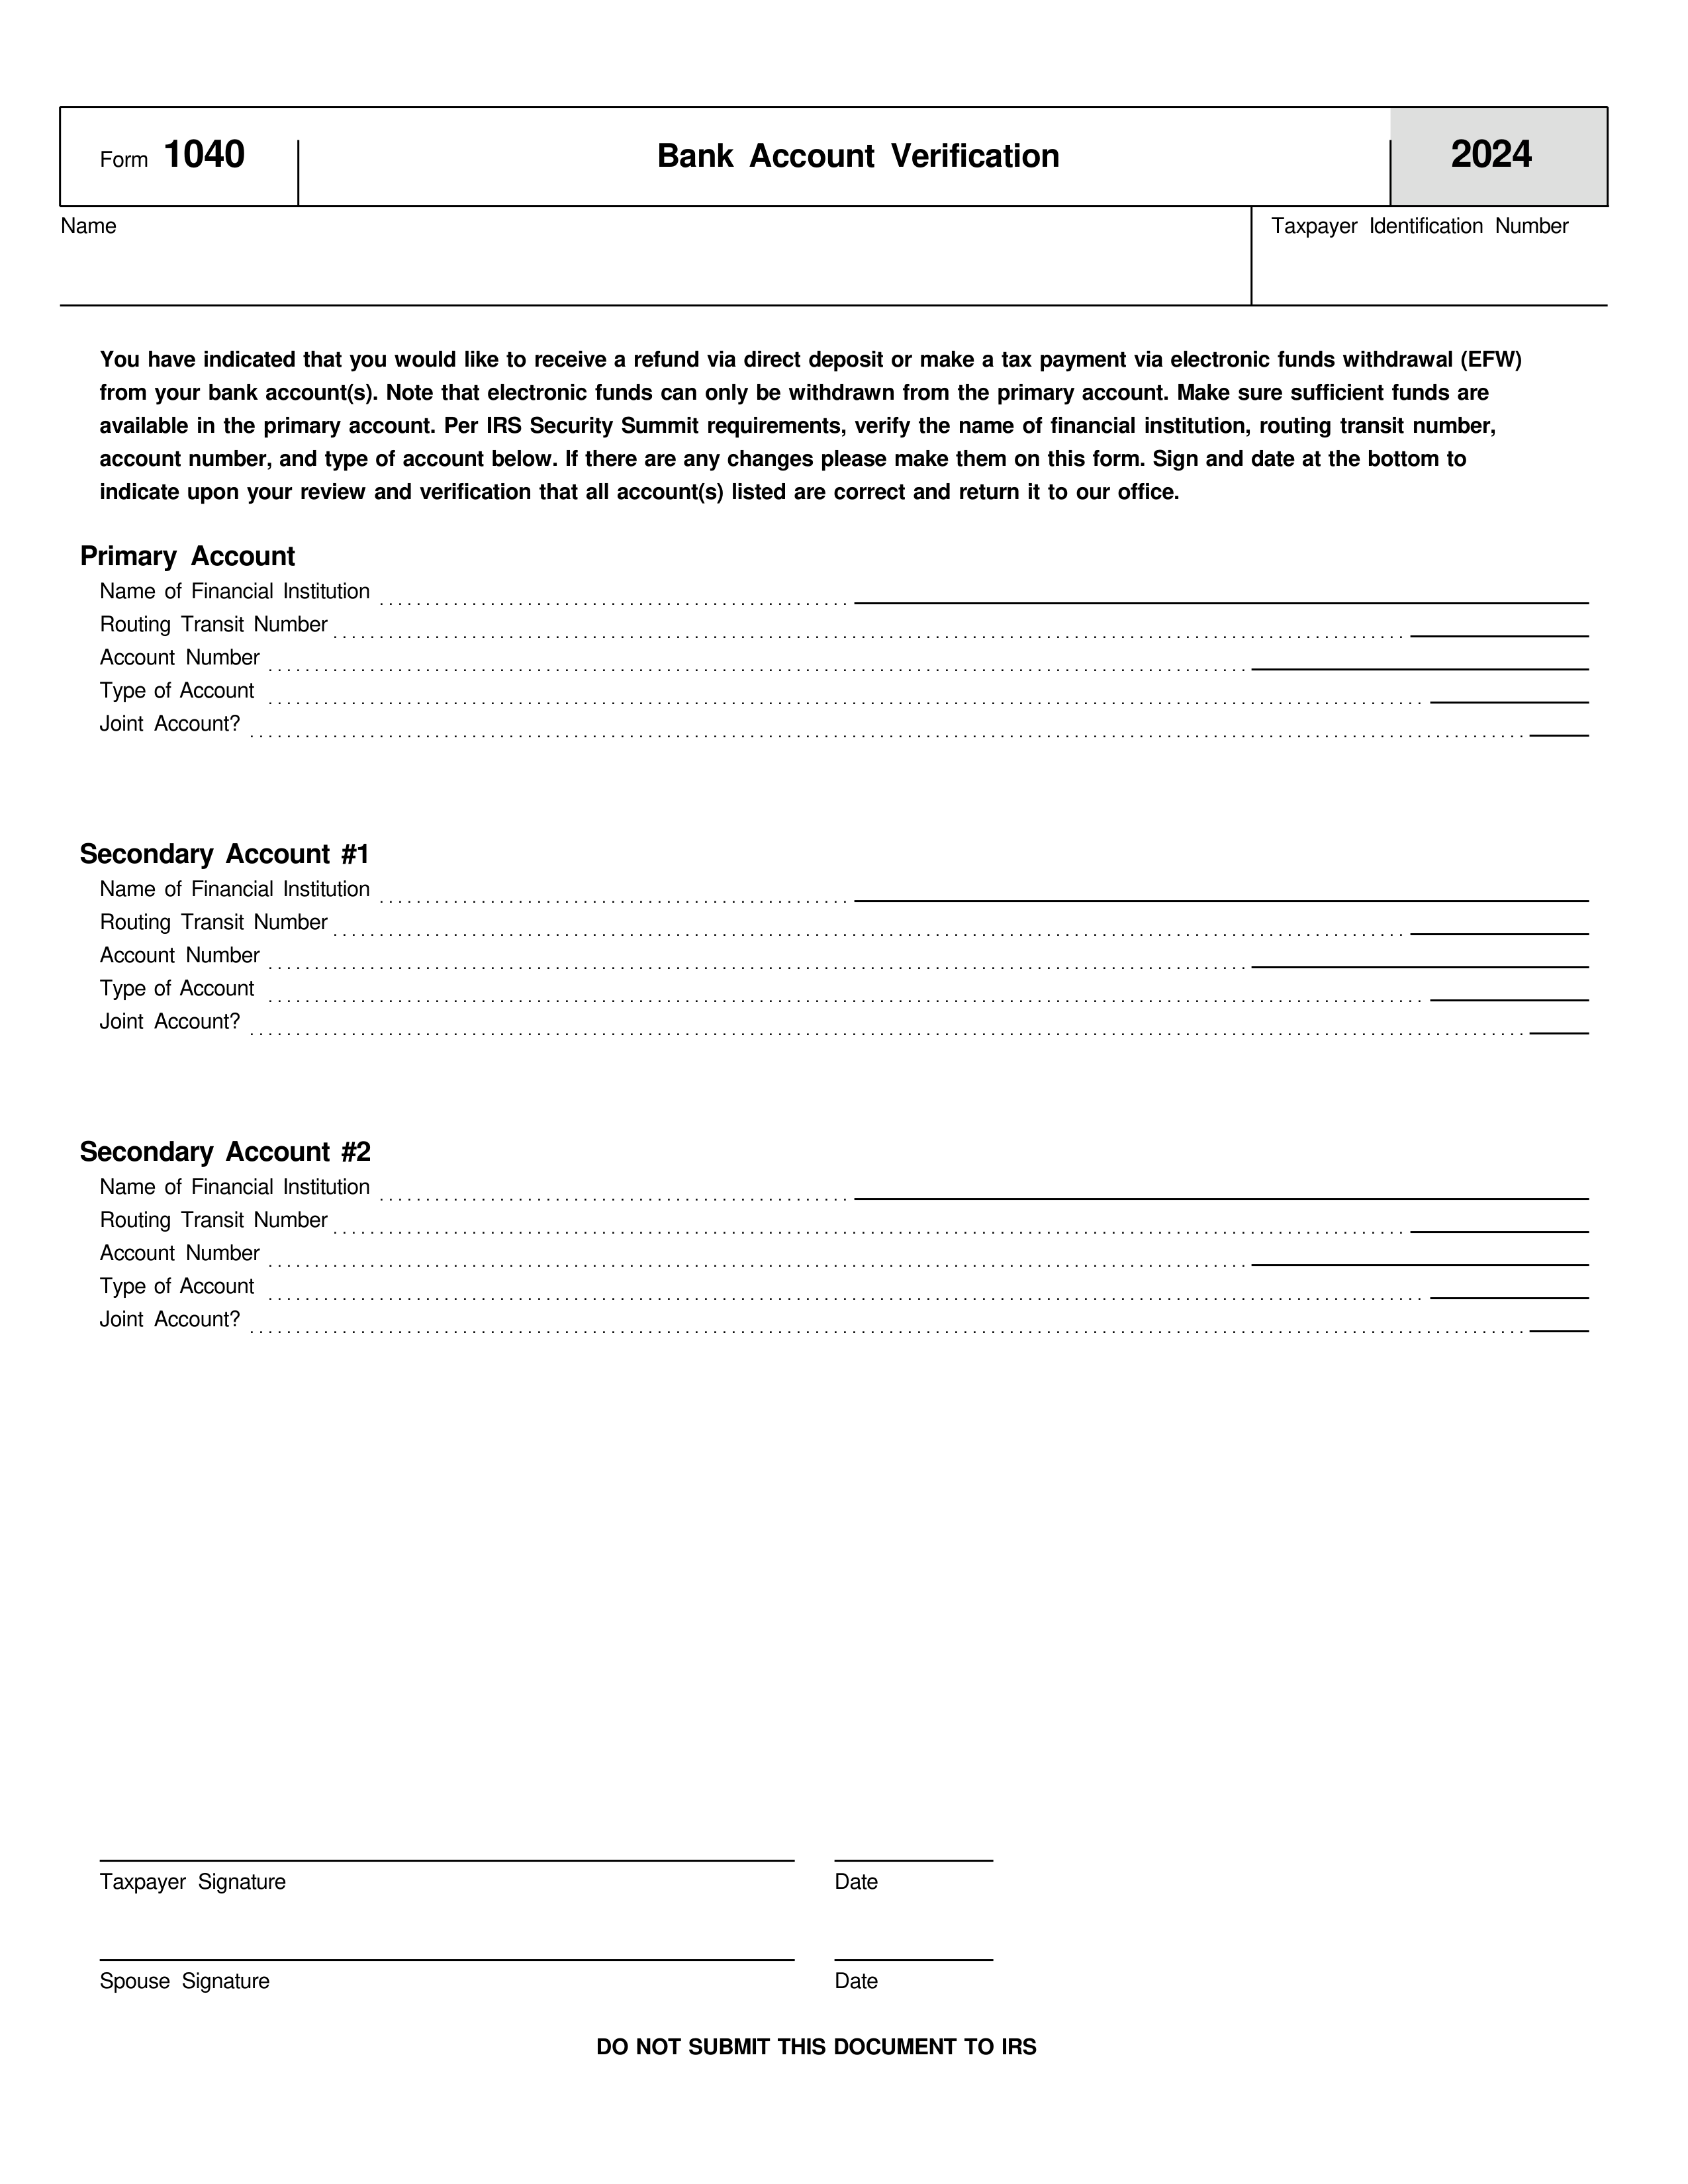 Form 1040 Bank Account Verification 2024
Name Taxpayer Identification Number
You have indicated that you would like to receive a refund via direct deposit or make a tax payment via electronic funds withdrawal (EFW)
from your bank account(s). Note that electronic funds can only be withdrawn from the primary account. Make sure sufficient funds are
available in the primary account. Per IRS Security Summit requirements, verify the name of financial institution, routing transit number,
account number, and type of account below. If there are any changes please make them on this form. Sign and date at the bottom to
indicate upon your review and verification that all account(s) listed are correct and return it to our office.
Primary Account
Name of Financial Institution
Routing Transit Number
Account Number
Type of Account
Joint Account?
Secondary Account #1
Name of Financial Institution
Routing Transit Number
Account Number
Type of Account
Joint Account?
Secondary Account #2
Name of Financial Institution
Routing Transit Number
Account Number
Type of Account
Joint Account?
Taxpayer Signature Date
Spouse Signature Date
DO NOT SUBMIT THIS DOCUMENT TO IRS